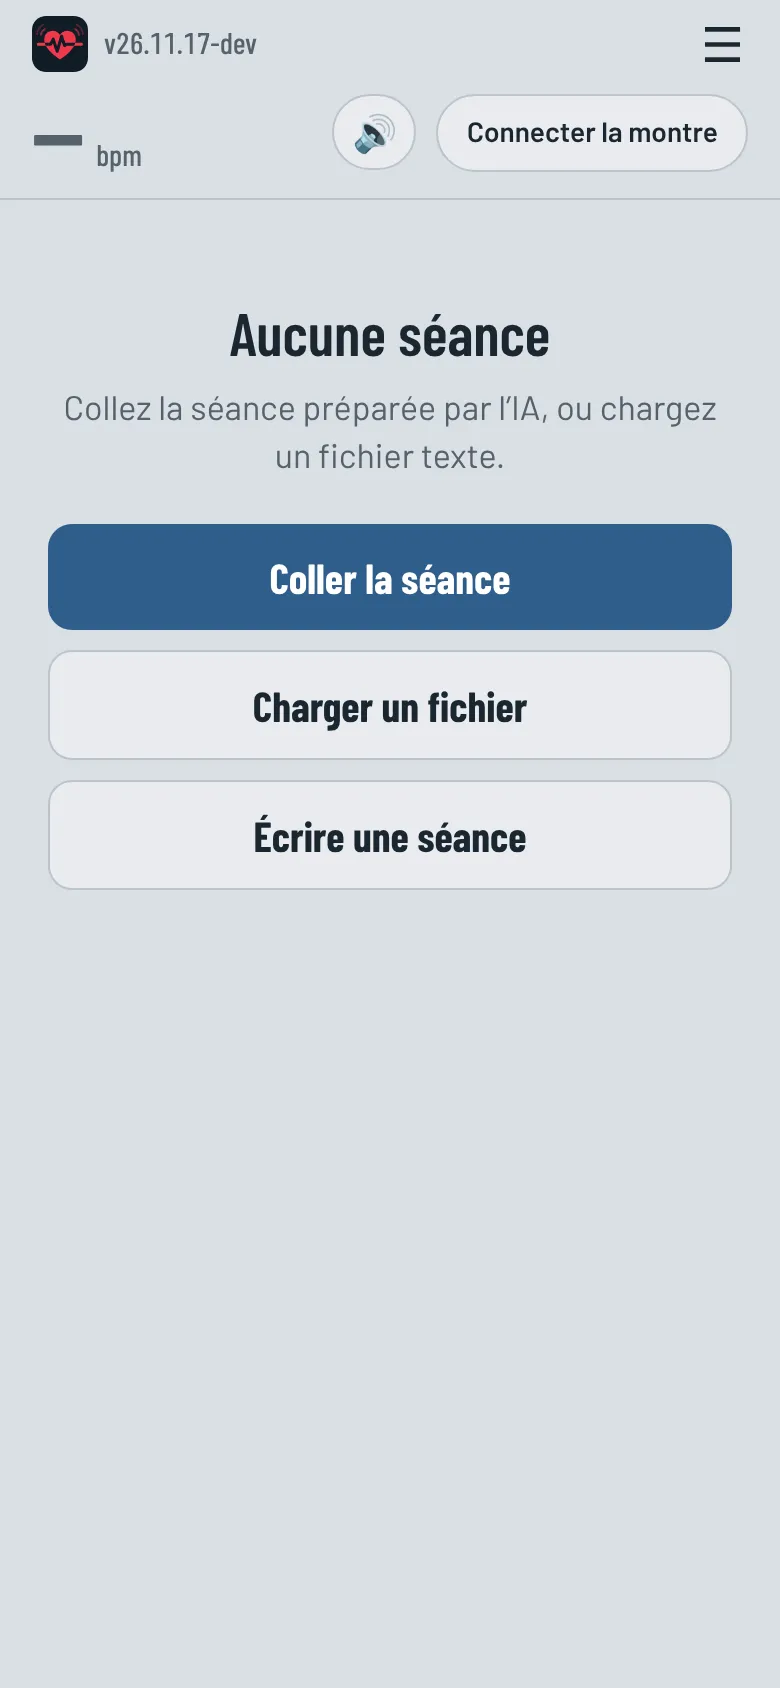 v26.11.17-dev
bpm
Connecter la montre
Aucune séance
Collez la séance préparée par l’IA, ou chargez
un fichier texte.
Coller la séance
Charger un fichier
Écrire une séance